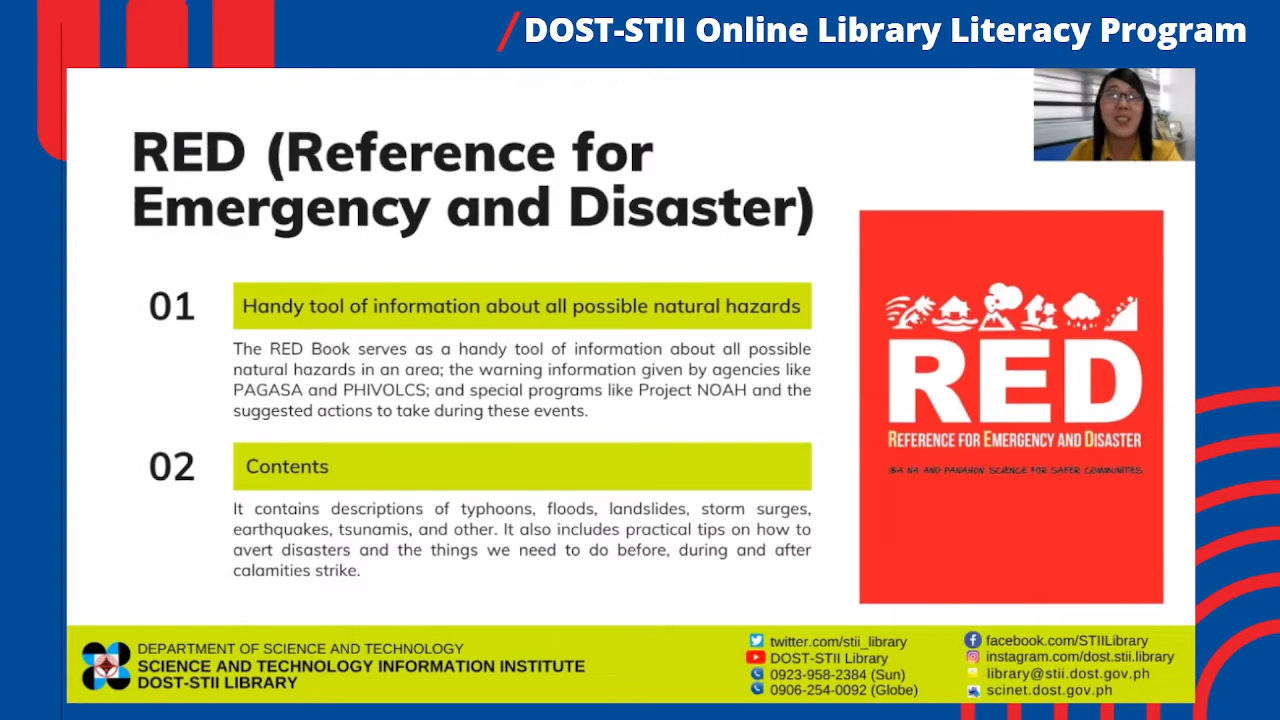 DOST-STII Online Library Literacy Program
RED (Reference for
Emergency and Disaster)
01
Handy tool of information about all possible natural hazards
The RED Book serves as a handy tool of information about all possible
natural hazards in an area; the warning information given by agencies like
PAGASA and PHIVOLCS; and special programs like Project NOAH and the
suggested actions to take during these events.
02
Contents
It contains descriptions of typhoons, floods, landslides, storm surges,
earthquakes, tsunamis, and other. It also includes practical tips on how to
avert disasters and the things we need to do before, during and after
calamities strike.
RED
REFERENCE FOR EMERGENCY AND DISASTER
IBA NA ANG PANAHON SCIENCE FOR SAFER COMMUNITIES
DEPARTMENT OF SCIENCE AND TECHNOLOGY
SCIENCE AND TECHNOLOGY INFORMATION INSTITUTE
DOST-STII LIBRARY
twitter.com/stii_library
DOST-STII Library
0923-958-2384 (Sun)
0906-254-0092 (Globe)
facebook.com/STIILibrary
instagram.com/dost.stii.library
library@stii.dost.gov.ph
scinet.dost.gov.ph